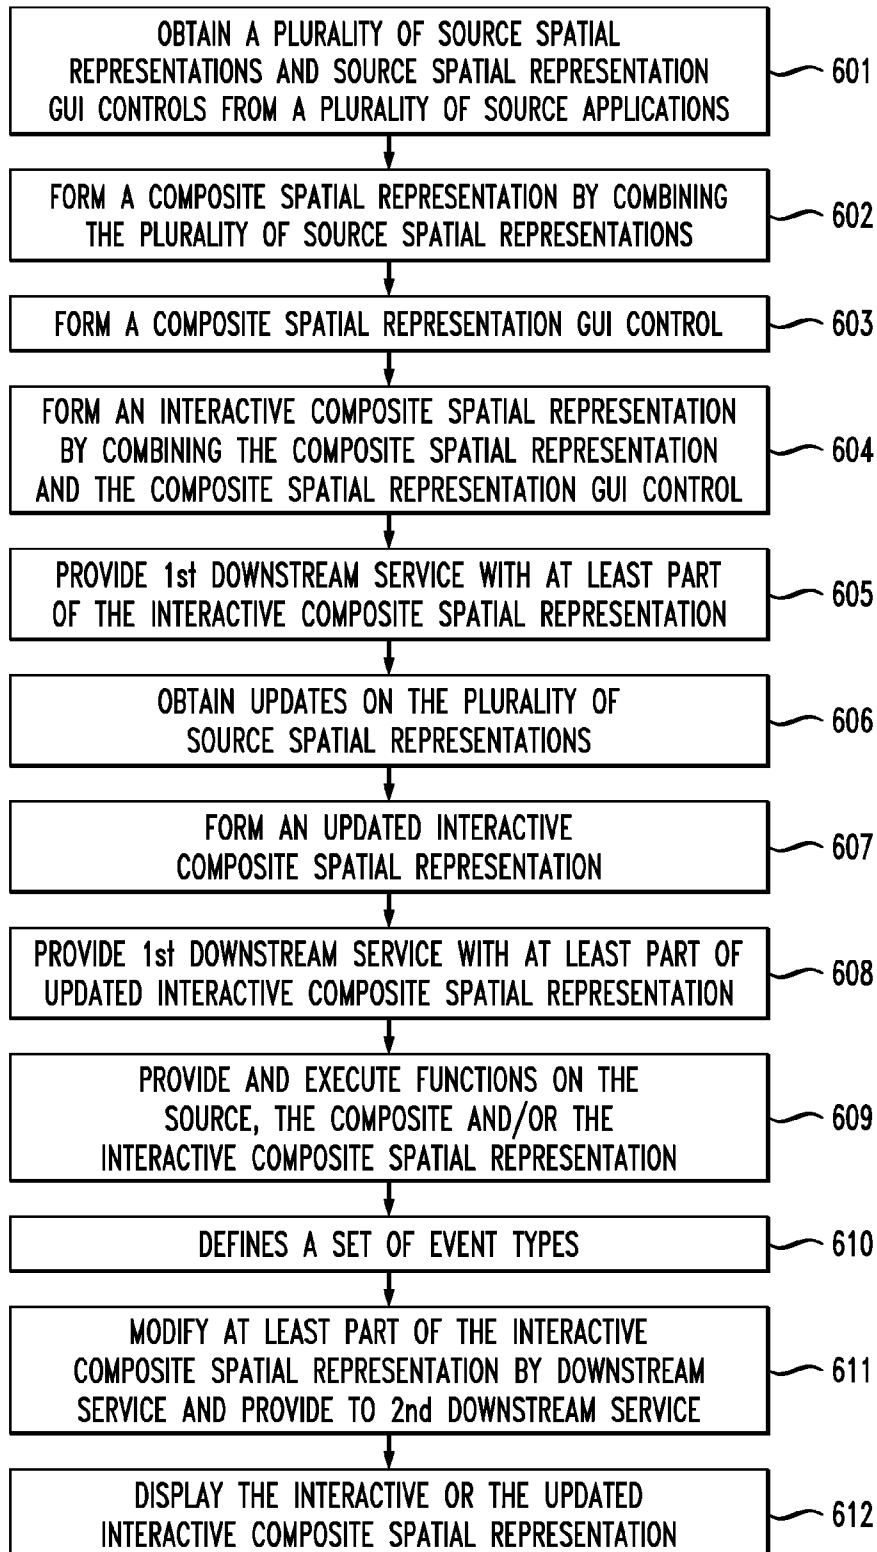 OBTAIN A PLURALITY OF SOURCE SPATIAL
REPRESENTATIONS AND SOURCE SPATIAL REPRESENTATION
GUI CONTROLS FROM A PLURALITY OF SOURCE APPLICATIONS
601
FORM A COMPOSITE SPATIAL REPRESENTATION BY COMBINING
THE PLURALITY OF SOURCE SPATIAL REPRESENTATIONS
602
FORM A COMPOSITE SPATIAL REPRESENTATION GUI CONTROL
603
FORM AN INTERACTIVE COMPOSITE SPATIAL REPRESENTATION
BY COMBINING THE COMPOSITE SPATIAL REPRESENTATION
AND THE COMPOSITE SPATIAL REPRESENTATION GUI CONTROL
604
PROVIDE 1st DOWNSTREAM SERVICE WITH AT LEAST PART
OF THE INTERACTIVE COMPOSITE SPATIAL REPRESENTATION
605
OBTAIN UPDATES ON THE PLURALITY OF
SOURCE SPATIAL REPRESENTATIONS
606
FORM AN UPDATED INTERACTIVE
COMPOSITE SPATIAL REPRESENTATION
607
PROVIDE 1st DOWNSTREAM SERVICE WITH AT LEAST PART OF
UPDATED INTERACTIVE COMPOSITE SPATIAL REPRESENTATION
608
PROVIDE AND EXECUTE FUNCTIONS ON THE
SOURCE, THE COMPOSITE AND/OR THE
INTERACTIVE COMPOSITE SPATIAL REPRESENTATION
609
DEFINES A SET OF EVENT TYPES
610
MODIFY AT LEAST PART OF THE INTERACTIVE
COMPOSITE SPATIAL REPRESENTATION BY DOWNSTREAM
SERVICE AND PROVIDE TO 2nd DOWNSTREAM SERVICE
611
DISPLAY THE INTERACTIVE OR THE UPDATED
INTERACTIVE COMPOSITE SPATIAL REPRESENTATION
612